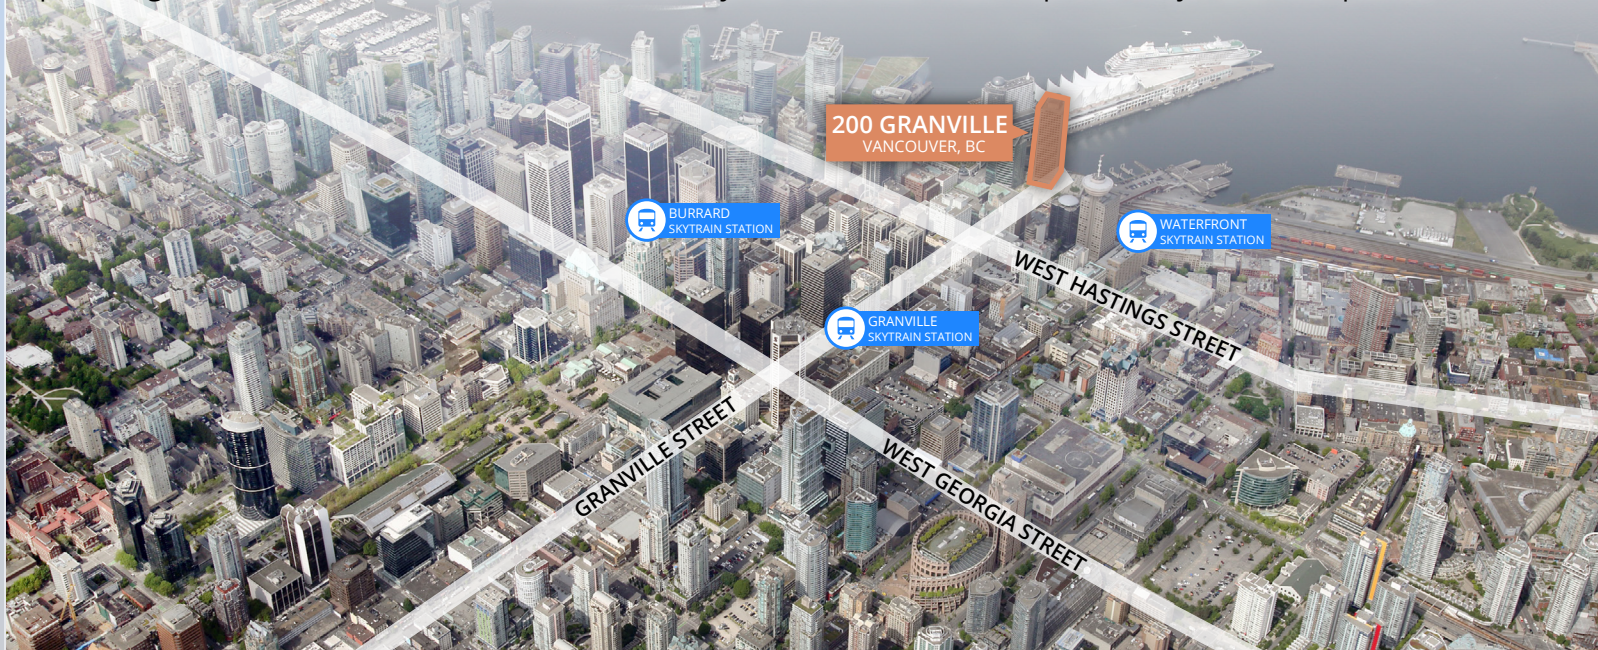 200 GRANVILLE
VANCOUVER, BC
BURRARD
SKYTRAIN STATION
WATERFRONT
SKYTRAIN STATION
WEST HASTINGS STREET
GRANVILLE
SKYTRAIN STATION
GRANVILLE STREET
WEST GEORGIA STREET